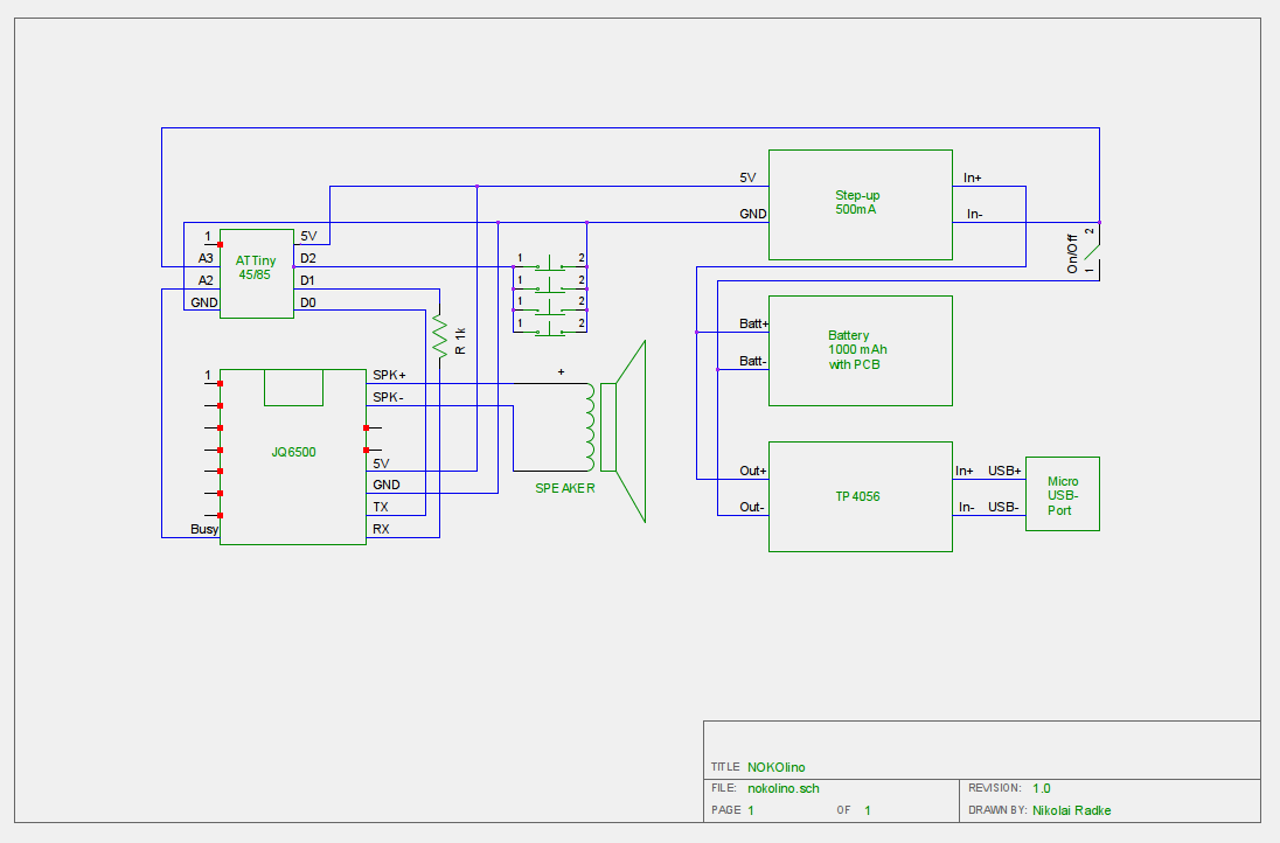 5V
In+
Step-up
500mA
GND
In-
On/Off
2
1
1
5V
A3
ATTiny
45/85
D2
A2
D1
GND
D0
1
2
1
2
1
2
1
2
R 1k
Batt+
Battery
1000 mAh
with PCB
Batt-
1
SPK+
SPK-
+
JQ6500
5V
GND
TX
Busy
RX
SPEAKER
Out+
In+
USB+
Micro
USB-
Port
TP4056
Out-
In-
USB-
TITLE NOKOlino
FILE: nokolino.sch
REVISION: 1.0
PAGE 1 OF 1
DRAWN BY: Nikolai Radke